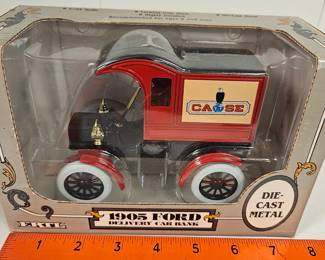 CASE
ERTL
1905 FORD
DELIVERY CAR BANK
DIE-
CAST
METAL
1 2 3 4 5 6 7 8